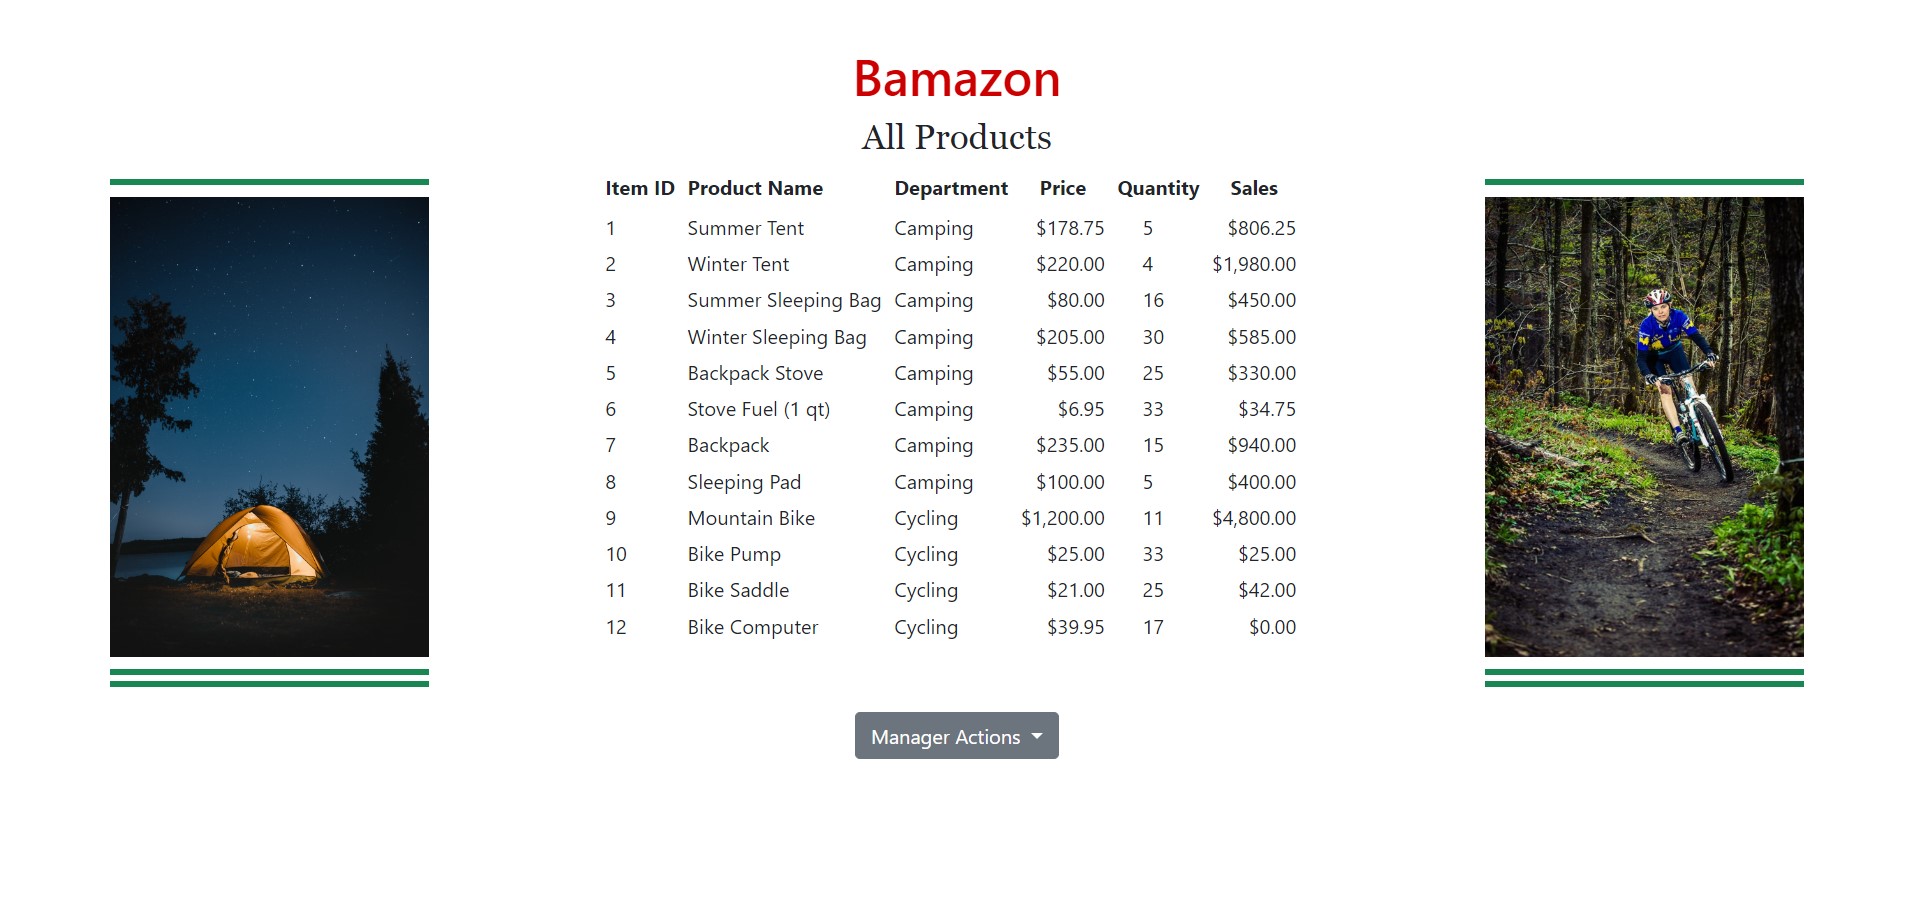 Bamazon
All Products
Item ID Product Name Department Price Quantity Sales
1 Summer Tent Camping $178.75 5 $806.25
2 Winter Tent Camping $220.00 4 $1,980.00
3 Summer Sleeping Bag Camping $80.00 16 $450.00
4 Winter Sleeping Bag Camping $205.00 30 $585.00
5 Backpack Stove Camping $55.00 25 $330.00
6 Stove Fuel (1 qt) Camping $6.95 33 $34.75
7 Backpack Camping $235.00 15 $940.00
8 Sleeping Pad Camping $100.00 5 $400.00
9 Mountain Bike Cycling $1,200.00 11 $4,800.00
10 Bike Pump Cycling $25.00 33 $25.00
11 Bike Saddle Cycling $21.00 25 $42.00
12 Bike Computer Cycling $39.95 17 $0.00
Manager Actions